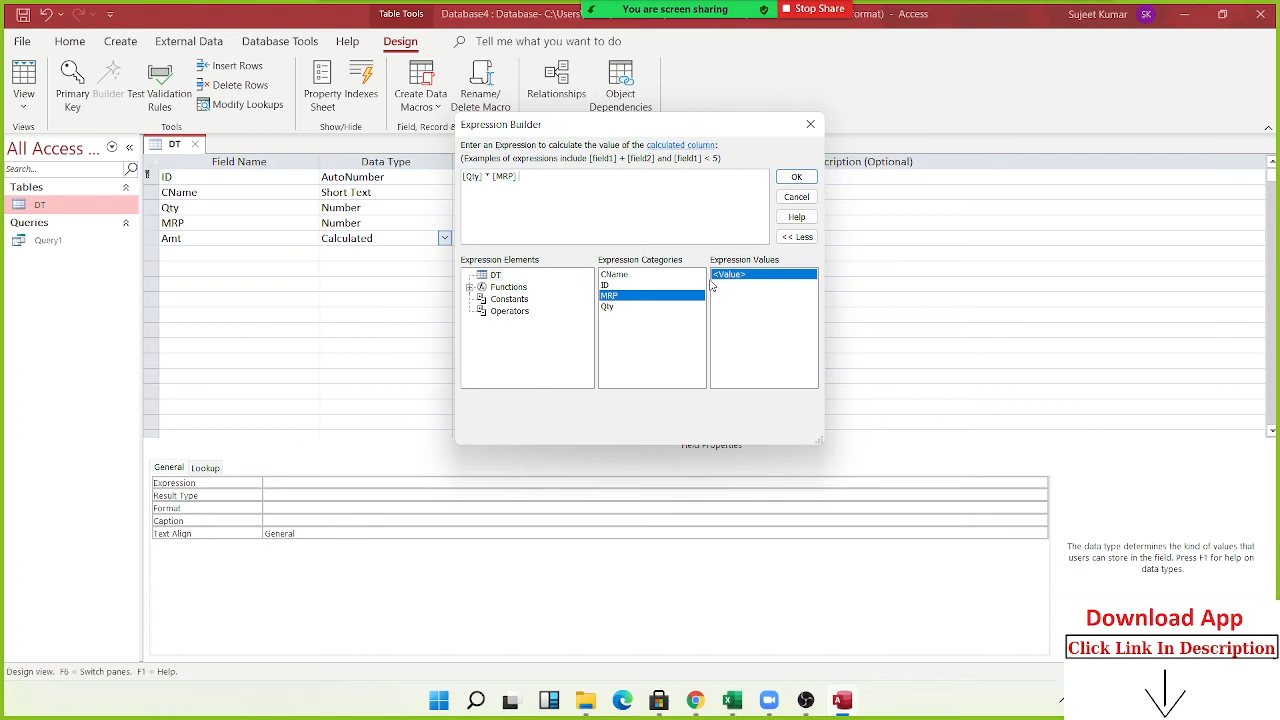 You are screen sharing
Stop Share
Table Tools
Database4 : Database- C:\Users\
ormat) - Access
Sujeet Kumar
SK
File
Home
Create
External Data
Database Tools
Help
Design
Tell me what you want to do
View
Primary Key
Builder
Test Validation Rules
Insert Rows
Delete Rows
Modify Lookups
Property Sheet
Indexes
Create Data Macros
Rename/ Delete Macro
Relationships
Object Dependencies
Views
Tools
Show/Hide
Field, Record &
All Access ...
Search...
Tables
DT
Queries
Query1
DT
Field Name
Data Type
cription (Optional)
ID
AutoNumber
CName
Short Text
Qty
Number
MRP
Number
Amt
Calculated
Expression Builder
Enter an Expression to calculate the value of the calculated column:
(Examples of expressions include [field1] + [field2] and [field1] < 5)
[Qty] * [MRP]
OK
Cancel
Help
<< Less
Expression Elements
DT
Functions
Constants
Operators
Expression Categories
CName
ID
MRP
Qty
Expression Values
<Value>
Field Properties
General
Lookup
Expression
Result Type
Format
Caption
Text Align
General
The data type determines the kind of values that
users can store in the field. Press F1 for help on
data types.
Design view. F6 = Switch panes. F1 = Help.
Download App
Click Link In Description